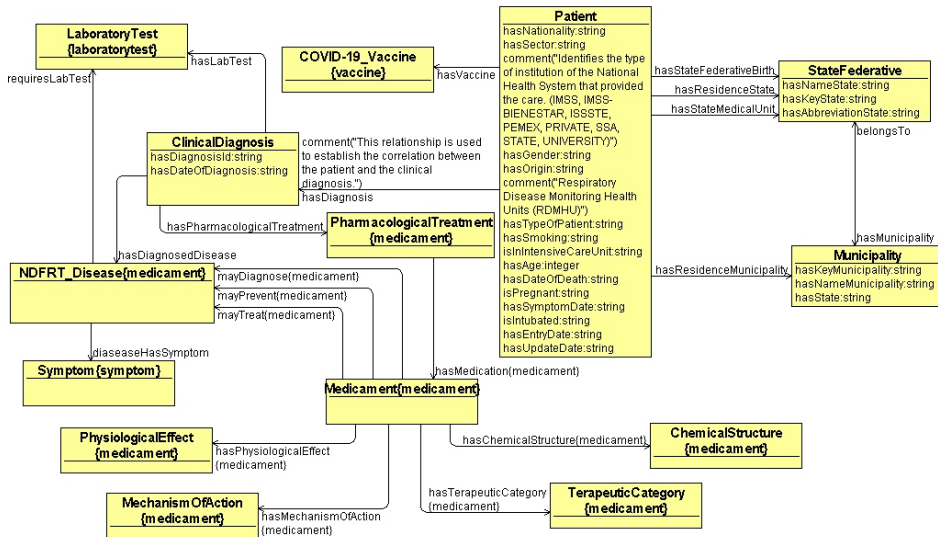 LaboratoryTest
{laboratorytest}
requiresLabTest
hasLabTest
COVID-19_Vaccine
{vaccine}
hasVaccine
Patient
hasNationality:string
hasSector:string
comment("Identifies the type
of institution of the National
Health System that provided
the care. (IMSS, IMSS-
BIENESTAR, ISSSTE,
PEMEX, PRIVATE, SSA,
STATE, UNIVERSITY)")
hasGender:string
hasOrigin:string
comment("Respiratory
Disease Monitoring Health
Units (RDMHU)")
hasTypeOfPatient:string
hasSmoking:string
isInIntensiveCareUnit:string
hasAge:integer
hasDateOfDeath:string
isPregnant:string
hasSymptomDate:string
isIntubated:string
hasEntryDate:string
hasUpdateDate:string
hasStateFederativeBirth
hasResidenceState
hasStateMedicalUnit
StateFederative
hasNameState:string
hasKeyState:string
hasAbbreviationState:string
belongsTo
hasMunicipality
hasResidenceMunicipality
Municipality
hasKeyMunicipality:string
hasNameMunicipality:string
hasState:string
ClinicalDiagnosis
hasDiagnosisId:string
hasDateOfDiagnosis:string
comment("This relationship is used
to establish the correlation between
the patient and the clinical
diagnosis.")
hasDiagnosis
hasPharmacologicalTreatment
PharmacologicalTreatment
{medicament}
hasDiagnosedDisease
NDFRT_Disease{medicament}
mayDiagnose{medicament}
mayPrevent{medicament}
mayTreat{medicament}
diaseaseHasSymptom
Symptom{symptom}
hasMedication{medicament}
Medicament{medicament}
PhysiologicalEffect
{medicament}
hasPhysiologicalEffect
{medicament}
hasChemicalStructure{medicament}
ChemicalStructure
{medicament}
MechanismOfAction
{medicament}
hasMechanismOfAction
{medicament}
hasTerapeuticCategory
{medicament}
TerapeuticCategory
{medicament}